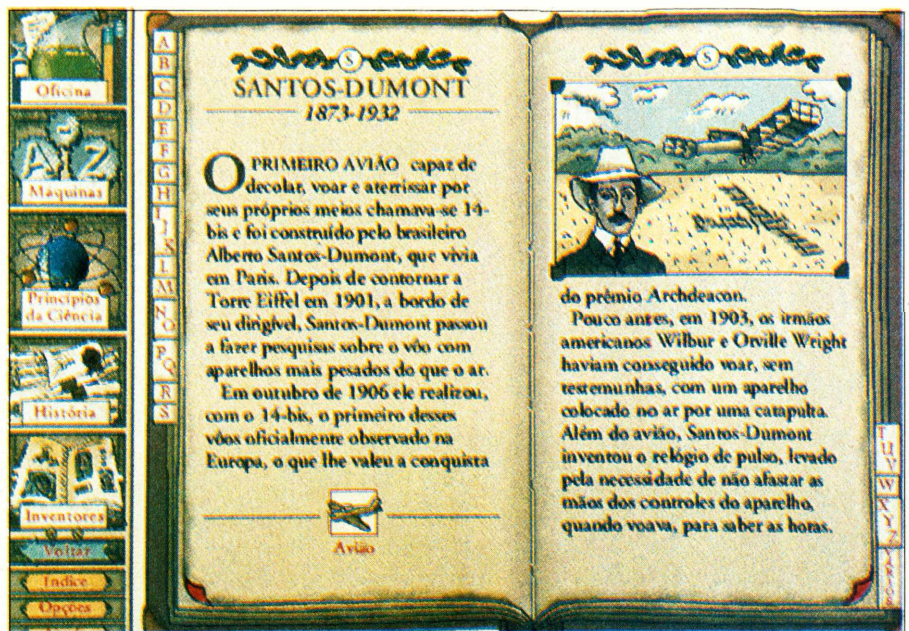 Oficina
Maquinas
Princípios
da Ciência
História
Inventores
Voltar
Indice
Opções
A
B
C
D
E
F
G
H
I
J
K
L
M
N
O
P
Q
R
S
S
SANTOS-DUMONT
1873-1932
O PRIMEIRO AVIÃO capaz de
decolar, voar e aterrissar por
seus próprios meios chamava-se 14-
bis e foi construído pelo brasileiro
Alberto Santos-Dumont, que vivia
em Paris. Depois de contornar a
Torre Eiffel em 1901, a bordo de
seu dirigível, Santos-Dumont passou
a fazer pesquisas sobre o vôo com
aparelhos mais pesados do que o ar.
Em outubro de 1906 ele realizou,
com o 14-bis, o primeiro desses
vôos oficialmente observado na
Europa, o que lhe valeu a conquista
Avião
S
do prêmio Archdeacon.
Pouco antes, em 1903, os irmãos
americanos Wilbur e Orville Wright
haviam conseguido voar, sem
testemunhas, com um aparelho
colocado no ar por uma catapulta.
Além do avião, Santos-Dumont
inventou o relógio de pulso, levado
pela necessidade de não afastar as
mãos dos controles do aparelho,
quando voava, para saber as horas.
T
U
V
W
X
Y
Z